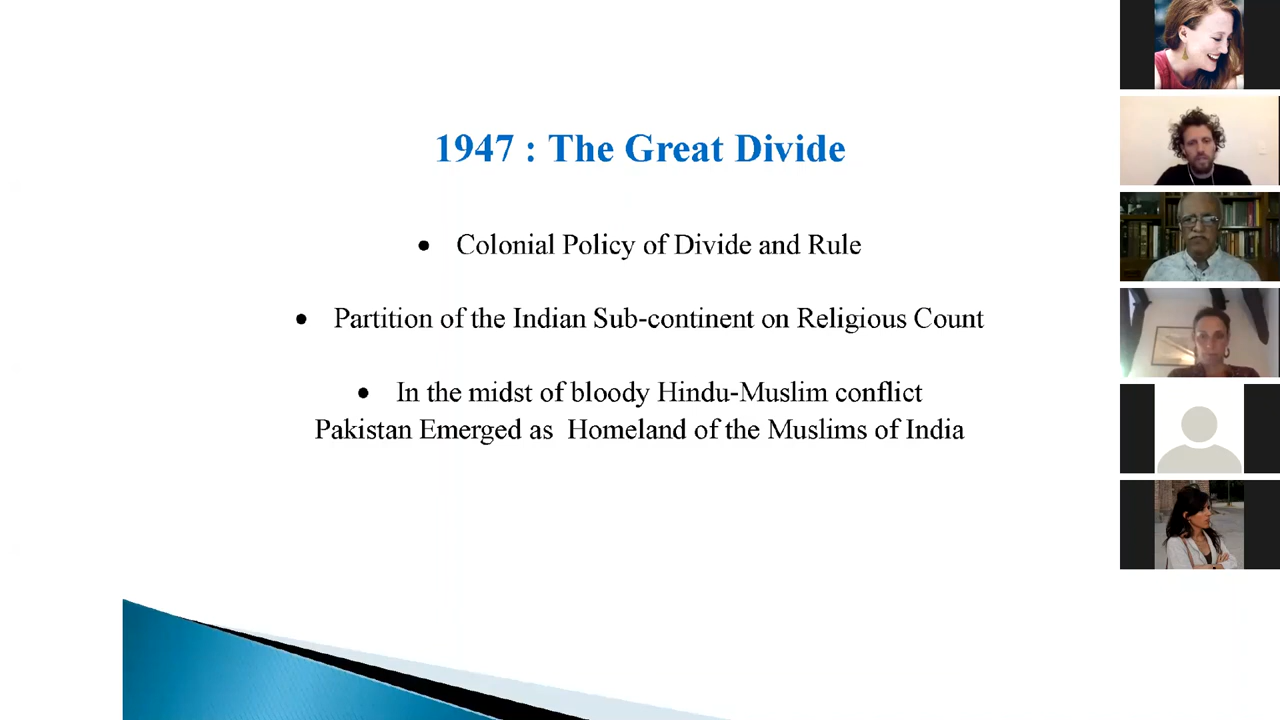 1947 : The Great Divide
• Colonial Policy of Divide and Rule
• Partition of the Indian Sub-continent on Religious Count
• In the midst of bloody Hindu-Muslim conflict
Pakistan Emerged as Homeland of the Muslims of India